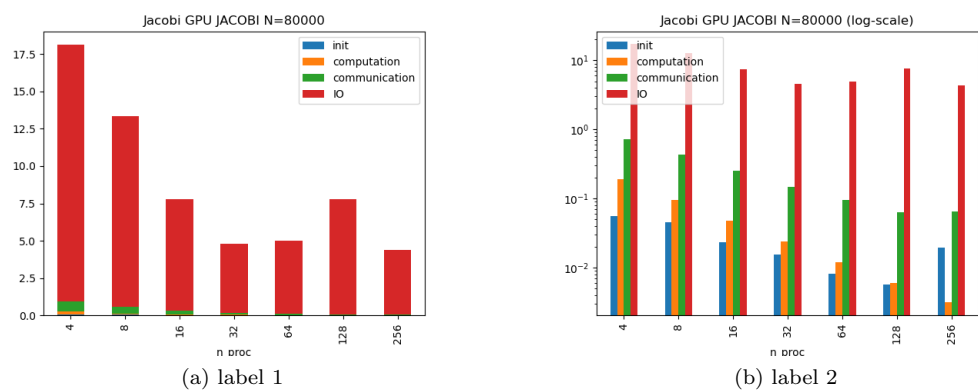 Jacobi GPU JACOBI N=80000
17.5
15.0
12.5
10.0
7.5
5.0
2.5
0.0
init
computation
communication
IO
4 8 16 32 64 128 256
n_proc
(a) label 1
Jacobi GPU JACOBI N=80000 (log-scale)
10¹
10⁰
10⁻¹
10⁻²
init
computation
communication
IO
4 8 16 32 64 128 256
n_proc
(b) label 2